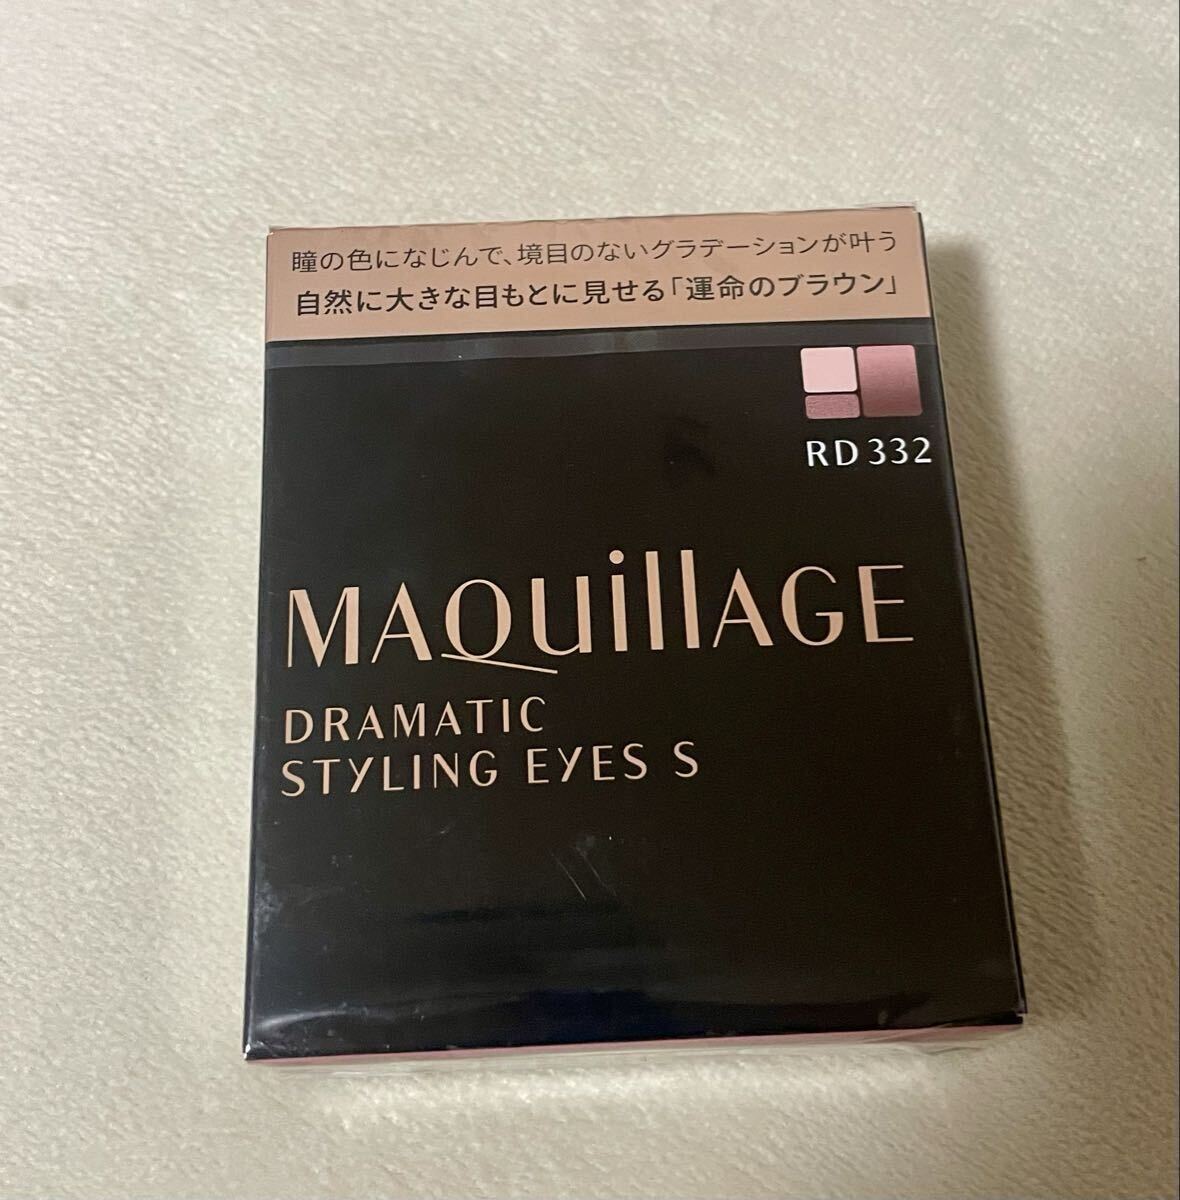 瞳の色になじんで、境目のないグラデーションが叶う
自然に大きな目もとに見せる「運命のブラウン」
RD 332
MAQuillAGE
DRAMATIC
STYLING EYES S